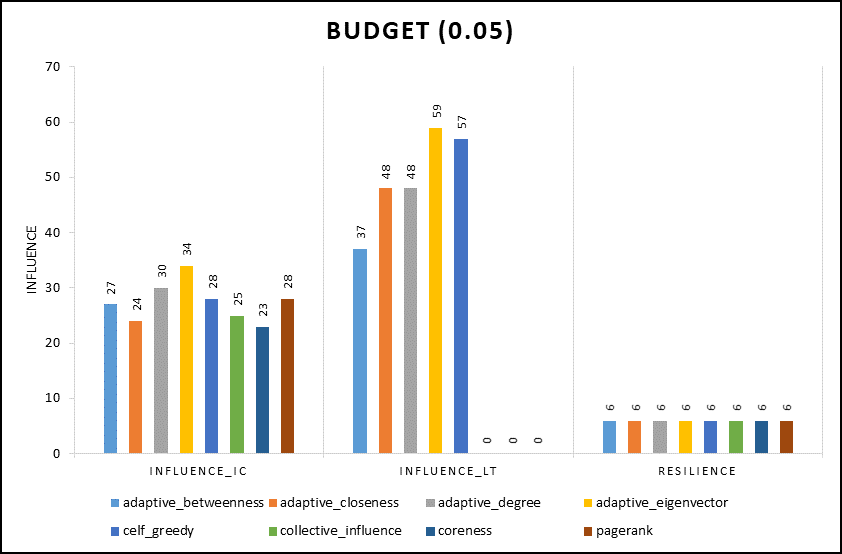 BUDGET (0.05)
70
60
50
40
30
20
10
0
INFLUENCE
27 24 30 34 28 25 23 28
37 48 48 59 57 0 0 0
6 6 6 6 6 6 6 6
INFLUENCE_IC INFLUENCE_LT RESILIENCE
adaptive_betweenness adaptive_closeness adaptive_degree adaptive_eigenvector
celf_greedy collective_influence coreness pagerank